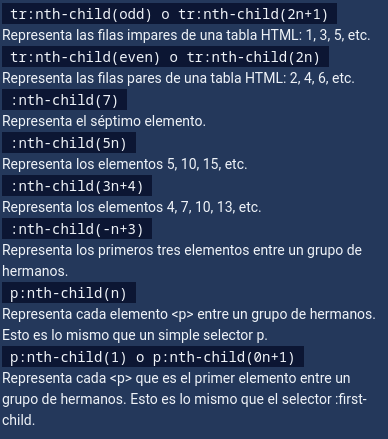 tr:nth-child(odd) o tr:nth-child(2n+1)
Representa las filas impares de una tabla HTML: 1, 3, 5, etc.
tr:nth-child(even) o tr:nth-child(2n)
Representa las filas pares de una tabla HTML: 2, 4, 6, etc.
:nth-child(7)
Representa el séptimo elemento.
:nth-child(5n)
Representa los elementos 5, 10, 15, etc.
:nth-child(3n+4)
Representa los elementos 4, 7, 10, 13, etc.
:nth-child(-n+3)
Representa los primeros tres elementos entre un grupo de
hermanos.
p:nth-child(n)
Representa cada elemento <p> entre un grupo de hermanos.
Esto es lo mismo que un simple selector p.
p:nth-child(1) o p:nth-child(0n+1)
Representa cada <p> que es el primer elemento entre un
grupo de hermanos. Esto es lo mismo que el selector :first-
child.